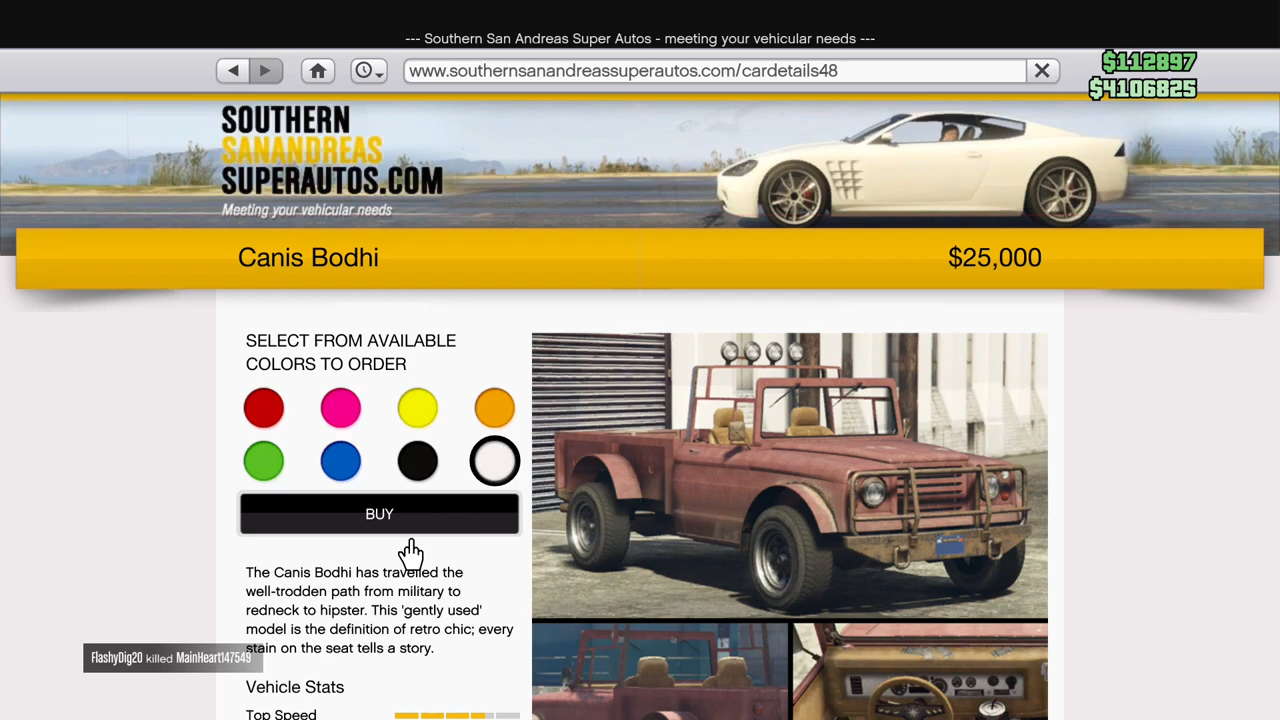 --- Southern San Andreas Super Autos - meeting your vehicular needs ---
www.southernsanandreassuperautos.com/cardetails48
$112897
$4106825
SOUTHERN
SANANDREAS
SUPERAUTOS.COM
Meeting your vehicular needs
Canis Bodhi
$25,000
SELECT FROM AVAILABLE
COLORS TO ORDER
BUY
The Canis Bodhi has travelled the
well-trodden path from military to
redneck to hipster. This 'gently used'
model is the definition of retro chic; every
stain on the seat tells a story.
FlashyDig20 killed MainHeart147549
Vehicle Stats
Top Speed